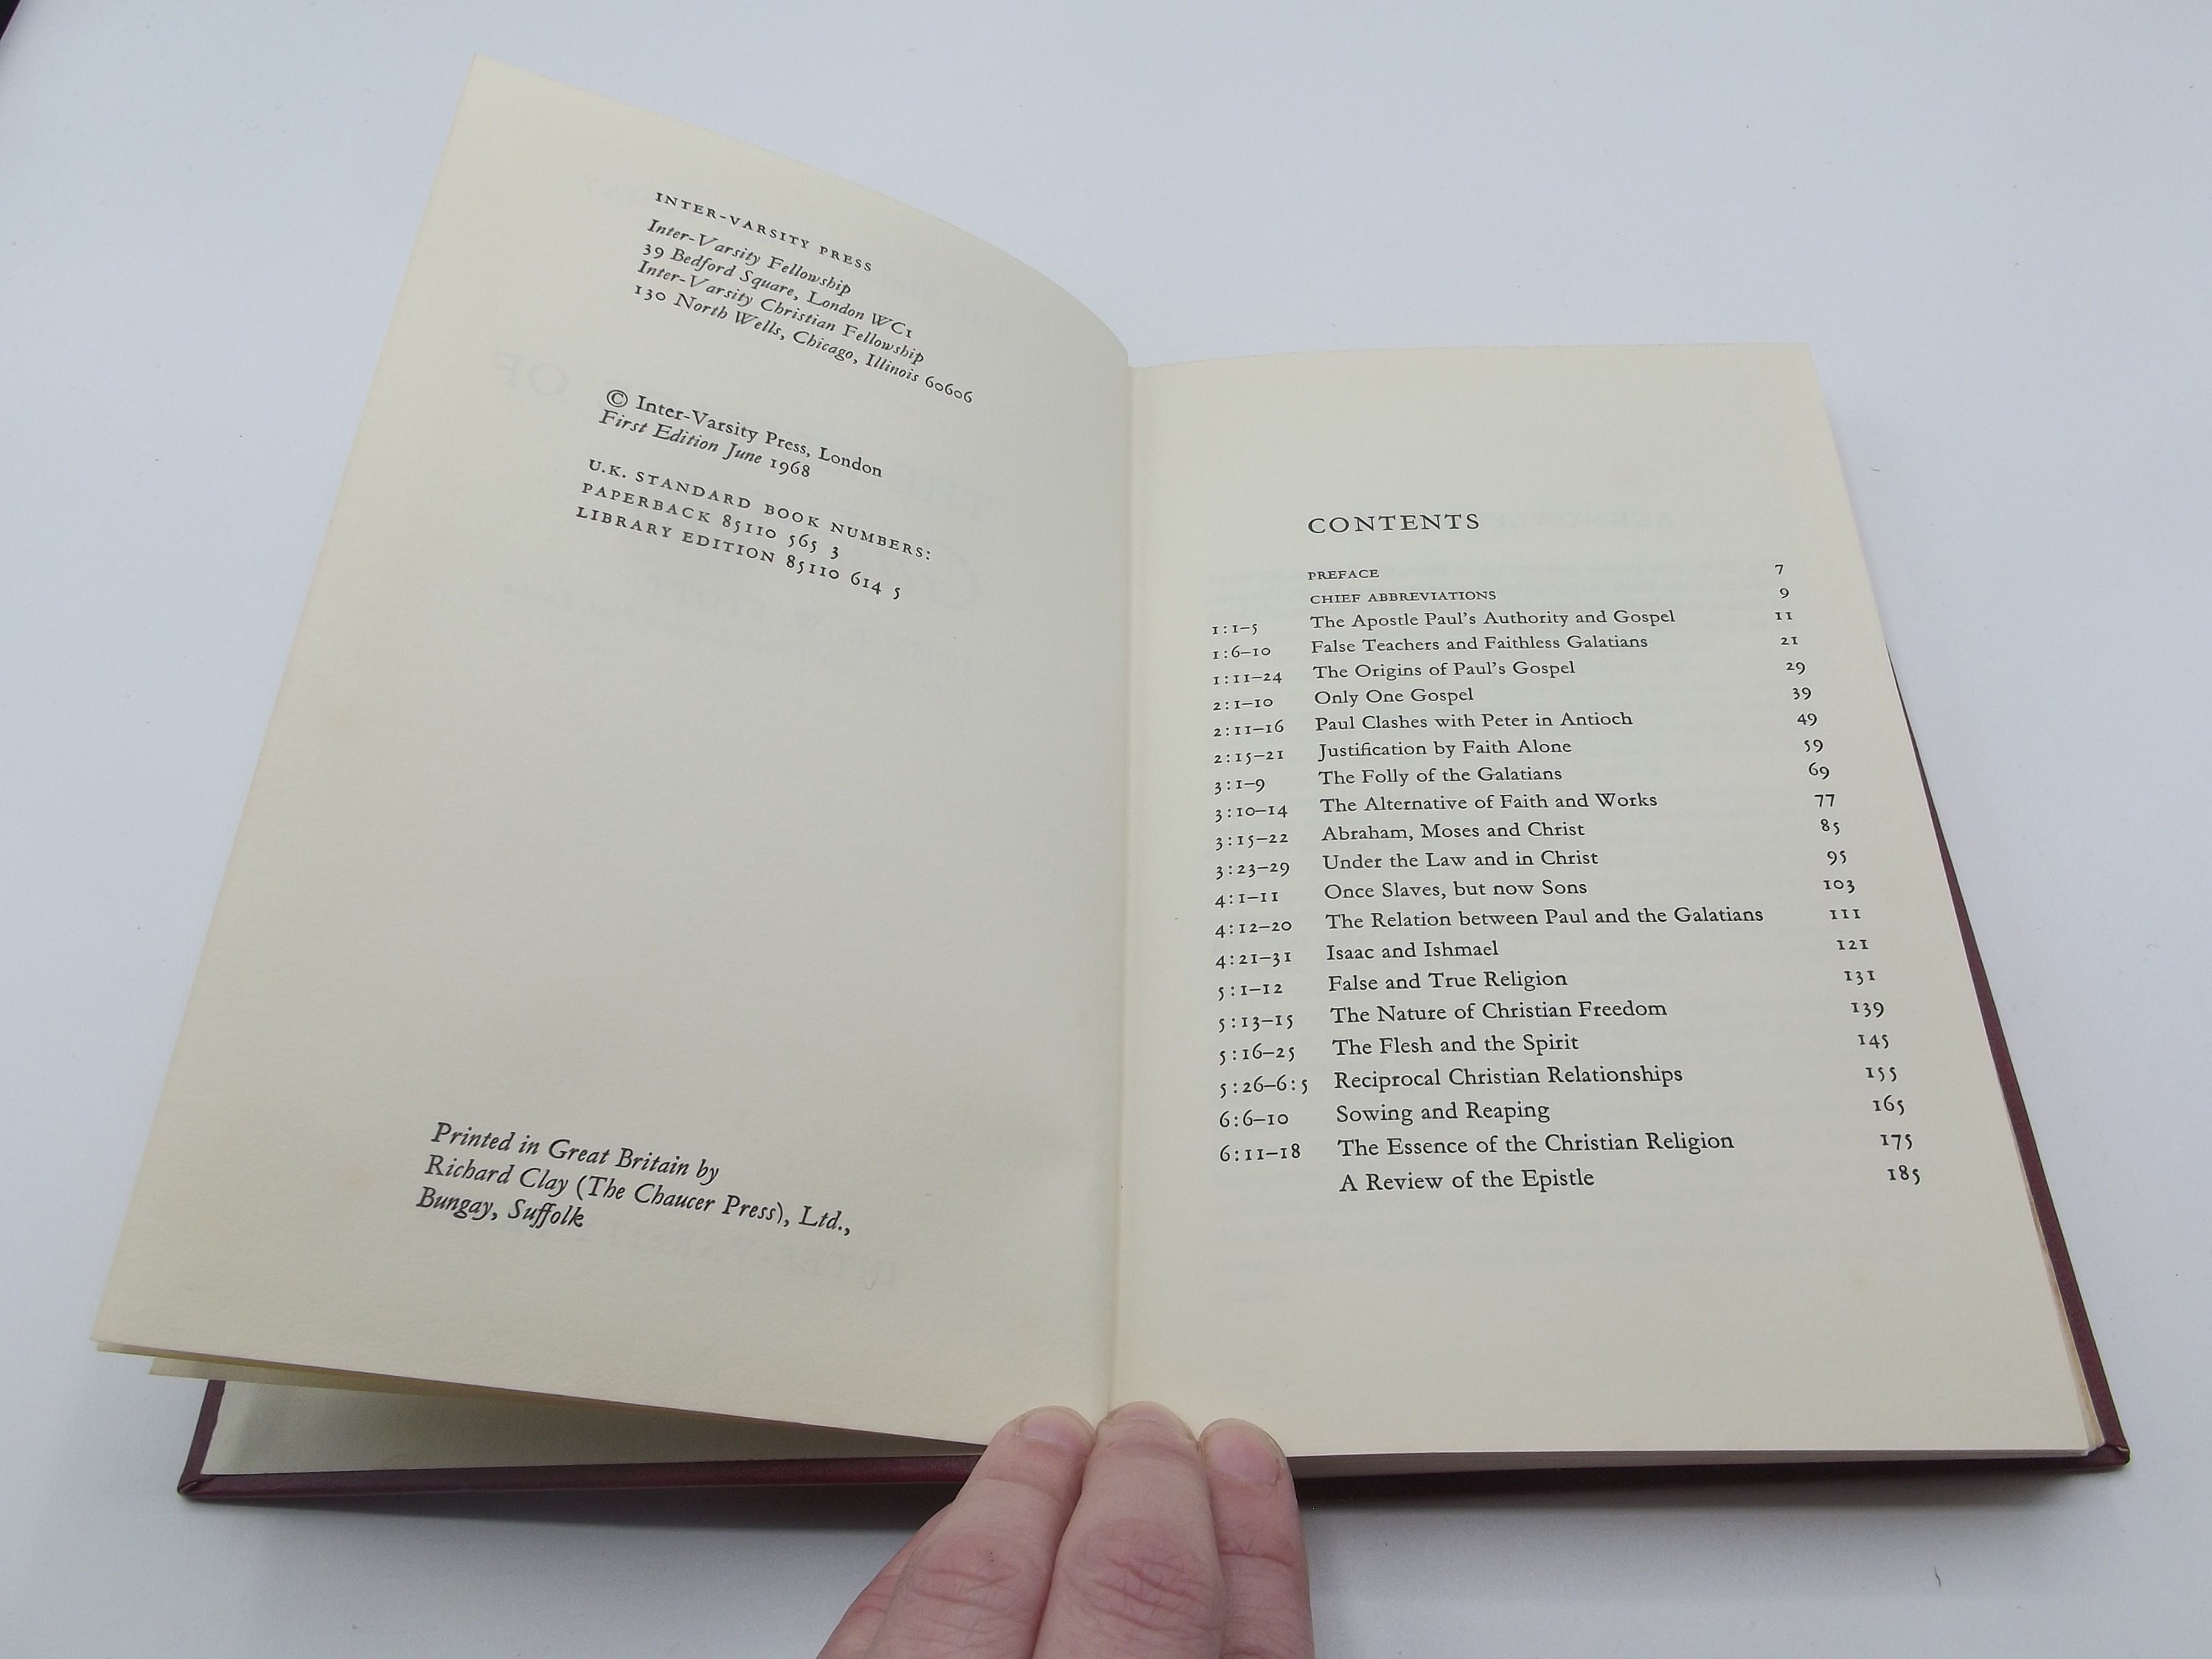 INTER-VARSITY PRESS
Inter-Varsity Fellowship
39 Bedford Square, London WC1
Inter-Varsity Christian Fellowship
130 North Wells, Chicago, Illinois 60606
© Inter-Varsity Press, London
First Edition June 1968
U.K. STANDARD BOOK NUMBERS:
PAPERBACK 85110 565 3
LIBRARY EDITION 85110 614 5
Printed in Great Britain by
Richard Clay (The Chaucer Press), Ltd.,
Bungay, Suffolk
CONTENTS
PREFACE 7
CHIEF ABBREVIATIONS 9
1:1–5 The Apostle Paul's Authority and Gospel 11
1:6–10 False Teachers and Faithless Galatians 21
1:11–24 The Origins of Paul's Gospel 29
2:1–10 Only One Gospel 39
2:11–16 Paul Clashes with Peter in Antioch 49
2:15–21 Justification by Faith Alone 59
3:1–9 The Folly of the Galatians 69
3:10–14 The Alternative of Faith and Works 77
3:15–22 Abraham, Moses and Christ 85
3:23–29 Under the Law and in Christ 95
4:1–11 Once Slaves, but now Sons 103
4:12–20 The Relation between Paul and the Galatians 111
4:21–31 Isaac and Ishmael 121
5:1–12 False and True Religion 131
5:13–15 The Nature of Christian Freedom 139
5:16–25 The Flesh and the Spirit 145
5:26–6:5 Reciprocal Christian Relationships 155
6:6–10 Sowing and Reaping 165
6:11–18 The Essence of the Christian Religion 175
A Review of the Epistle 185